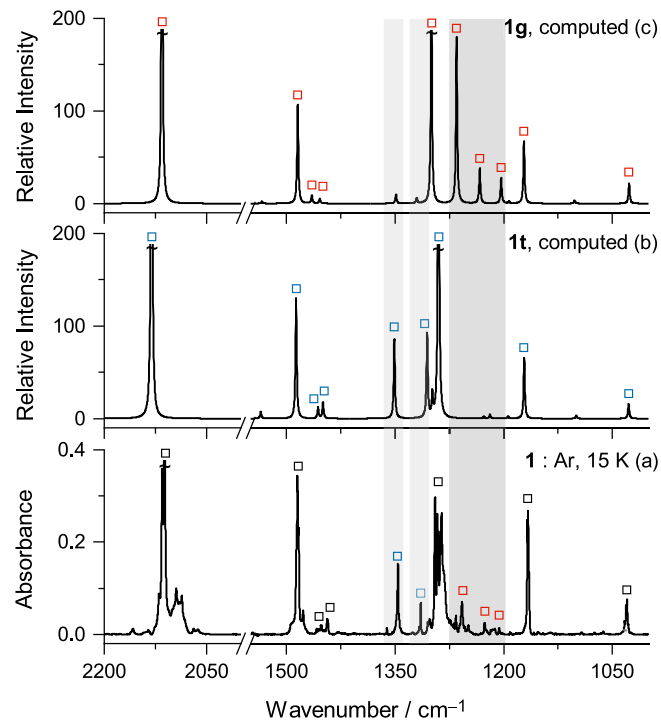 1g, computed (c)
Relative Intensity
200
100
0
1t, computed (b)
Relative Intensity
200
100
0
1 : Ar, 15 K (a)
Absorbance
0.4
0.2
0.0
2200 2050 1500 1350 1200 1050
Wavenumber / cm⁻¹